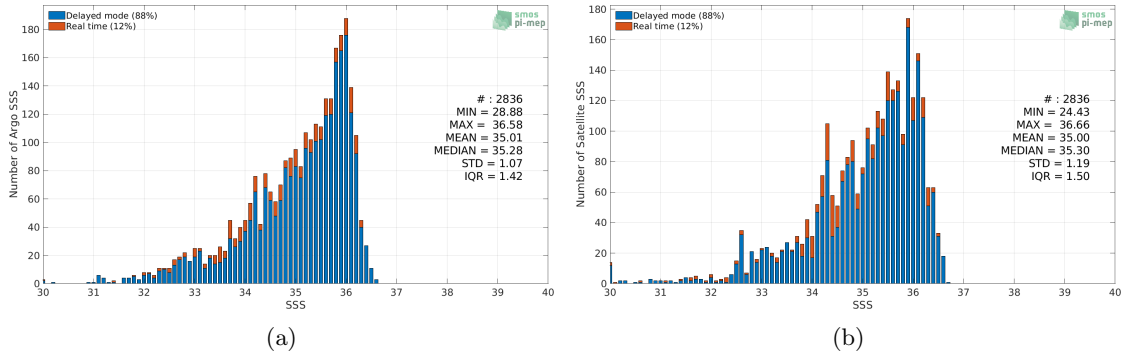 Delayed mode (88%)
Real time (12%)
smos
pi-mep
Number of Argo SSS
180
160
140
120
100
80
60
40
20
0
# : 2836
MIN = 28.88
MAX = 36.58
MEAN = 35.01
MEDIAN = 35.28
STD = 1.07
IQR = 1.42
30 31 32 33 34 35 36 37 38 39 40
SSS
(a)
Delayed mode (88%)
Real time (12%)
smos
pi-mep
Number of Satellite SSS
180
160
140
120
100
80
60
40
20
0
# : 2836
MIN = 24.43
MAX = 36.66
MEAN = 35.00
MEDIAN = 35.30
STD = 1.19
IQR = 1.50
30 31 32 33 34 35 36 37 38 39 40
SSS
(b)